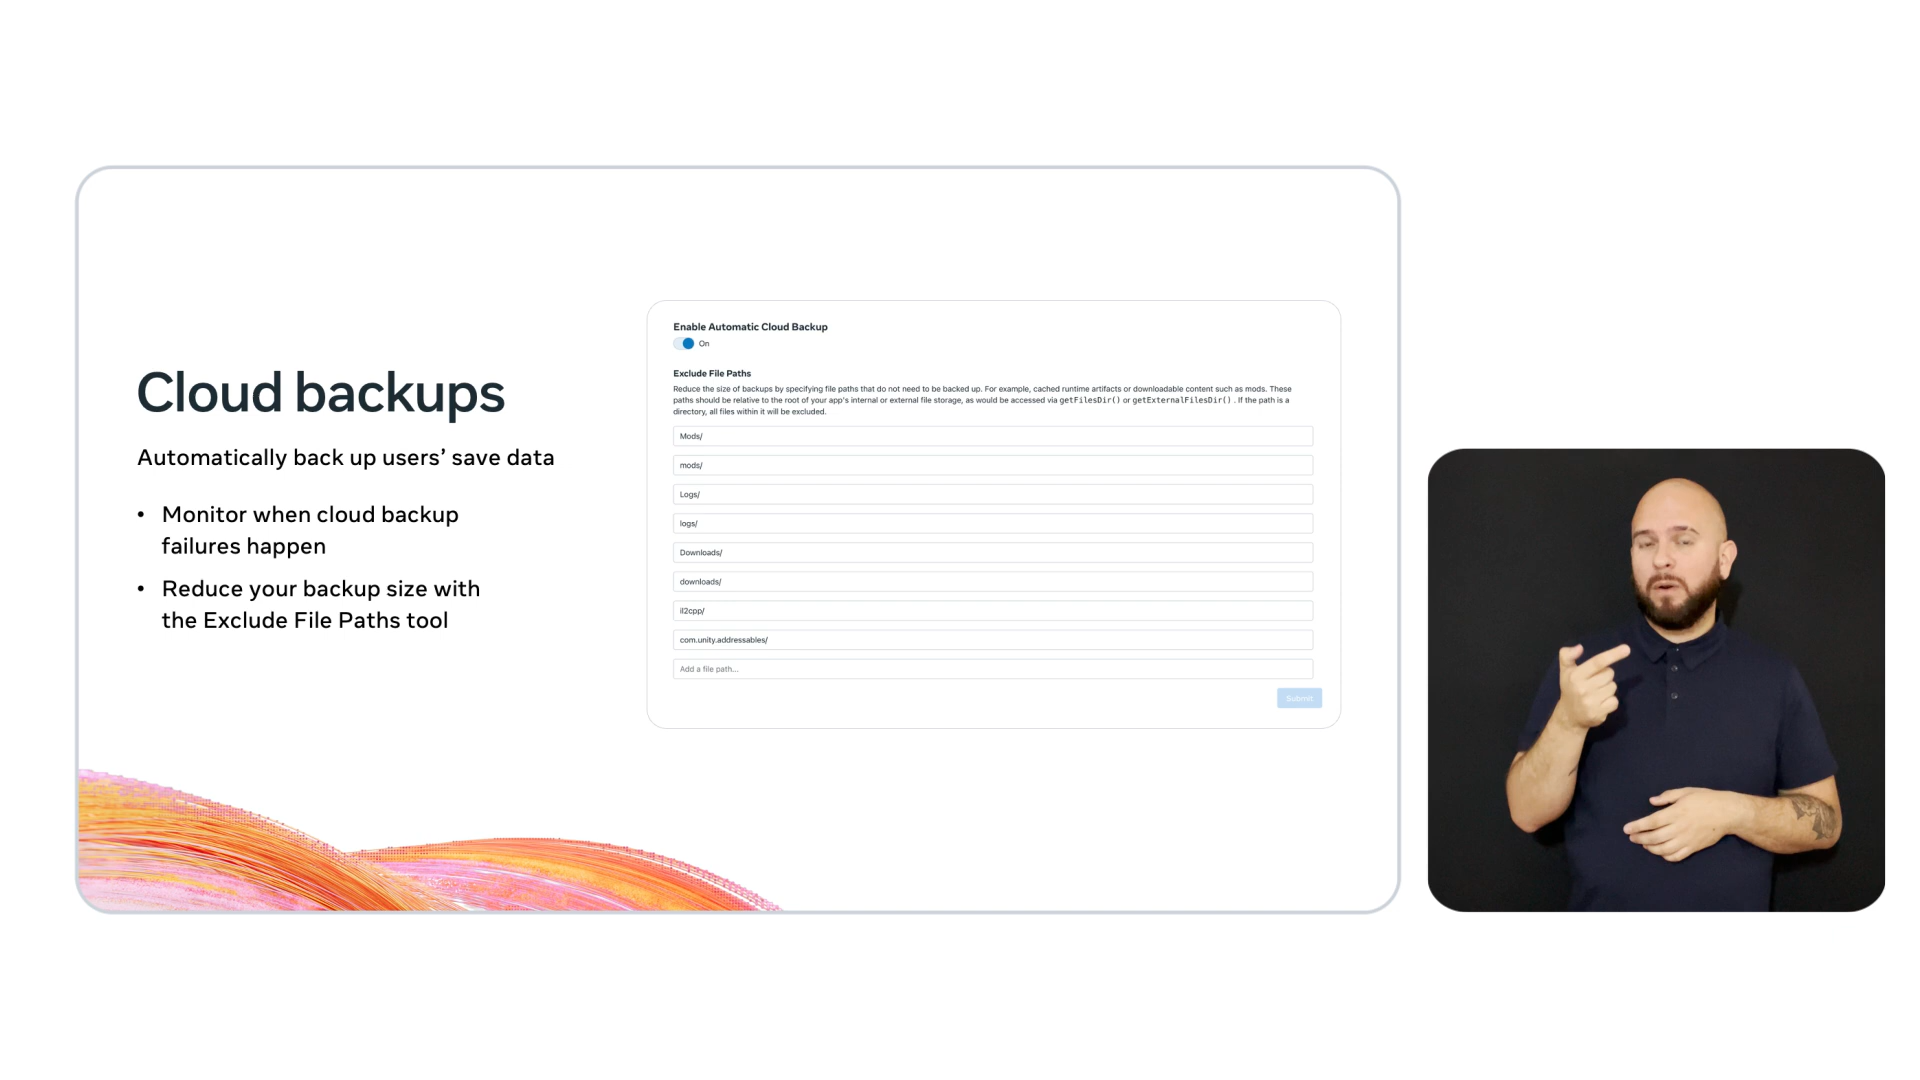 Cloud backups
Automatically back up users’ save data
• Monitor when cloud backup
failures happen
• Reduce your backup size with
the Exclude File Paths tool
Enable Automatic Cloud Backup
On
Exclude File Paths
Reduce the size of backups by specifying file paths that do not need to be backed up. For example, cached runtime artifacts or downloadable content such as mods. These
paths should be relative to the root of your app's internal or external file storage, as would be accessed via getFilesDir() or getExternalFilesDir() . If the path is a
directory, all files within it will be excluded.
Mods/
mods/
Logs/
logs/
Downloads/
downloads/
il2cpp/
com.unity.addressables/
Add a file path...
Submit